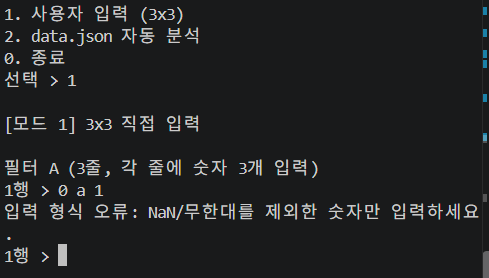 1. 사용자 입력 (3x3)
2. data.json 자동 분석
0. 종료
선택 > 1
[모드 1] 3x3 직접 입력
필터 A (3줄, 각 줄에 숫자 3개 입력)
1행 > 0 a 1
입력 형식 오류: NaN/무한대를 제외한 숫자만 입력하세요
.
1행 >